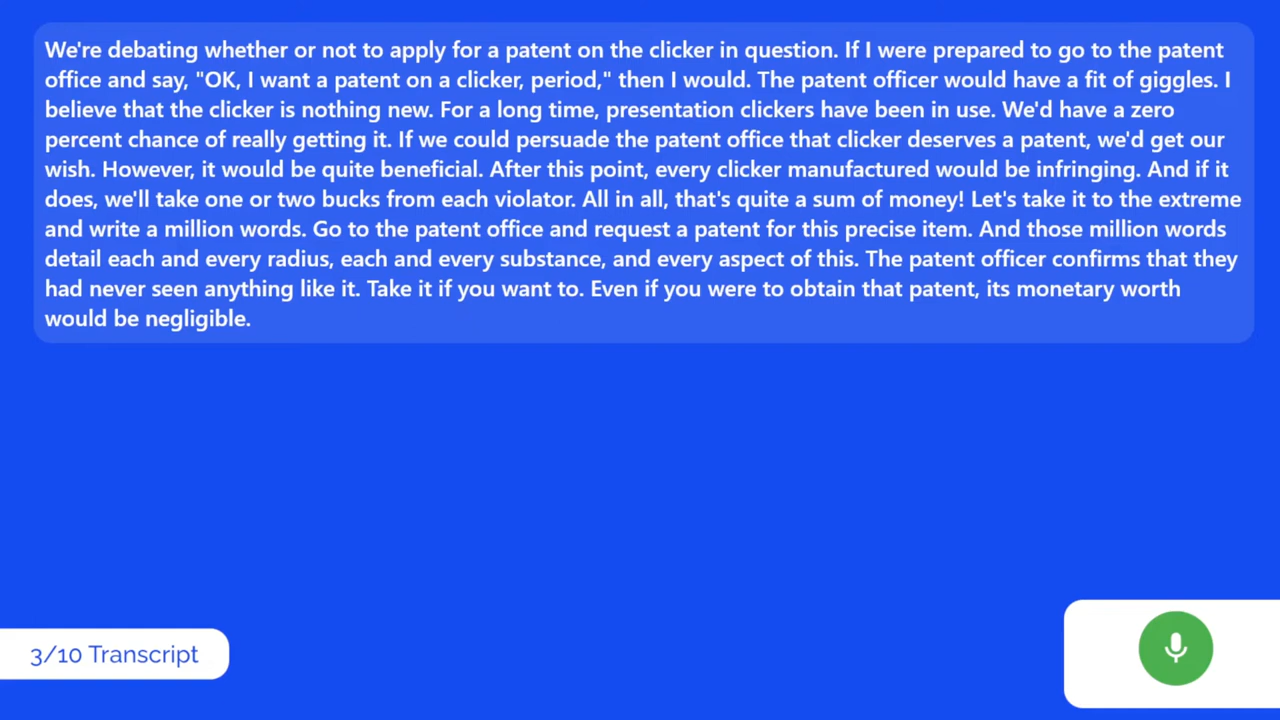 We're debating whether or not to apply for a patent on the clicker in question. If I were prepared to go to the patent
office and say, "OK, I want a patent on a clicker, period," then I would. The patent officer would have a fit of giggles. I
believe that the clicker is nothing new. For a long time, presentation clickers have been in use. We'd have a zero
percent chance of really getting it. If we could persuade the patent office that clicker deserves a patent, we'd get our
wish. However, it would be quite beneficial. After this point, every clicker manufactured would be infringing. And if it
does, we'll take one or two bucks from each violator. All in all, that's quite a sum of money! Let's take it to the extreme
and write a million words. Go to the patent office and request a patent for this precise item. And those million words
detail each and every radius, each and every substance, and every aspect of this. The patent officer confirms that they
had never seen anything like it. Take it if you want to. Even if you were to obtain that patent, its monetary worth
would be negligible.
3/10 Transcript